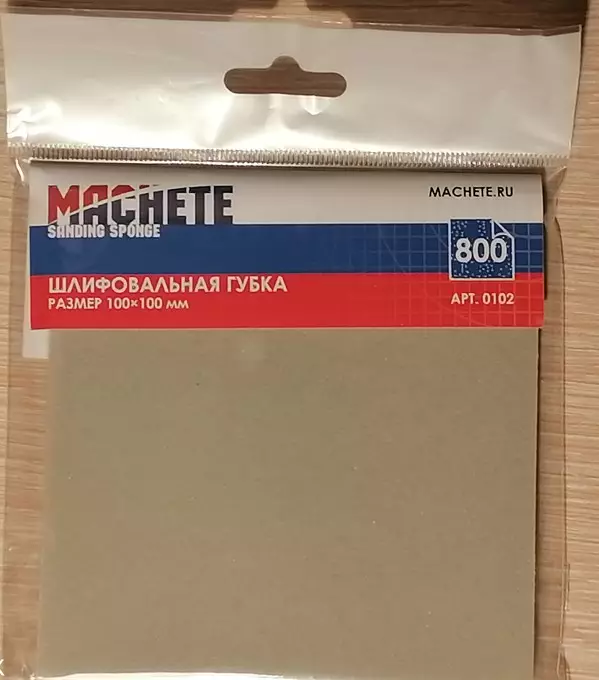 MACHETE
SANDING SPONGE
MACHETE.RU
800
ШЛИФОВАЛЬНАЯ ГУБКА
РАЗМЕР 100×100 мм
АРТ. 0102